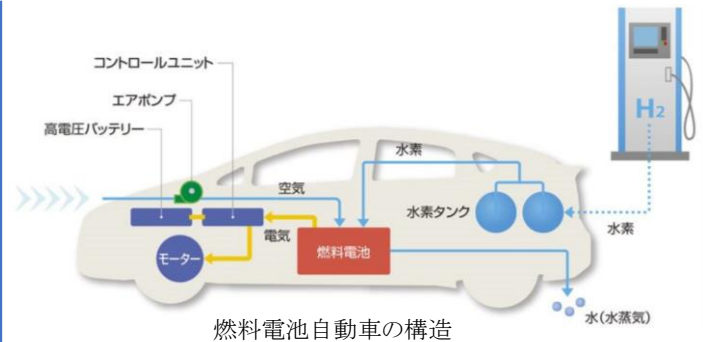 コントロールユニット
エアポンプ
高電圧バッテリー
H2
水素
空気
水素タンク
水素
電気
燃料電池
モーター
水(水蒸気)
燃料電池自動車の構造